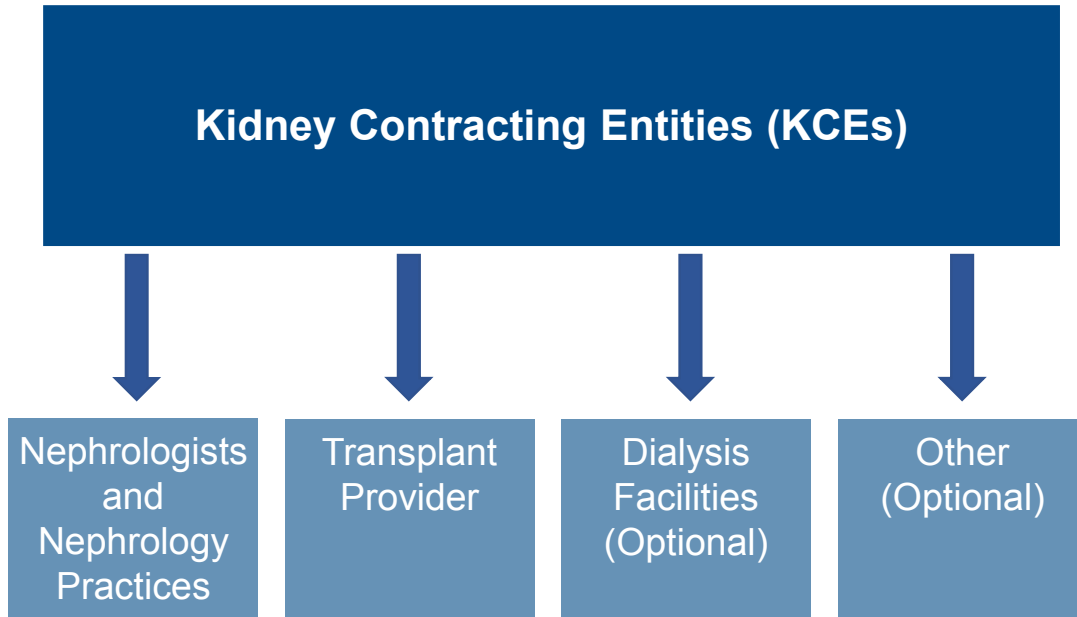 Kidney Contracting Entities (KCEs)
Nephrologists
and
Nephrology
Practices
Transplant
Provider
Dialysis
Facilities
(Optional)
Other
(Optional)